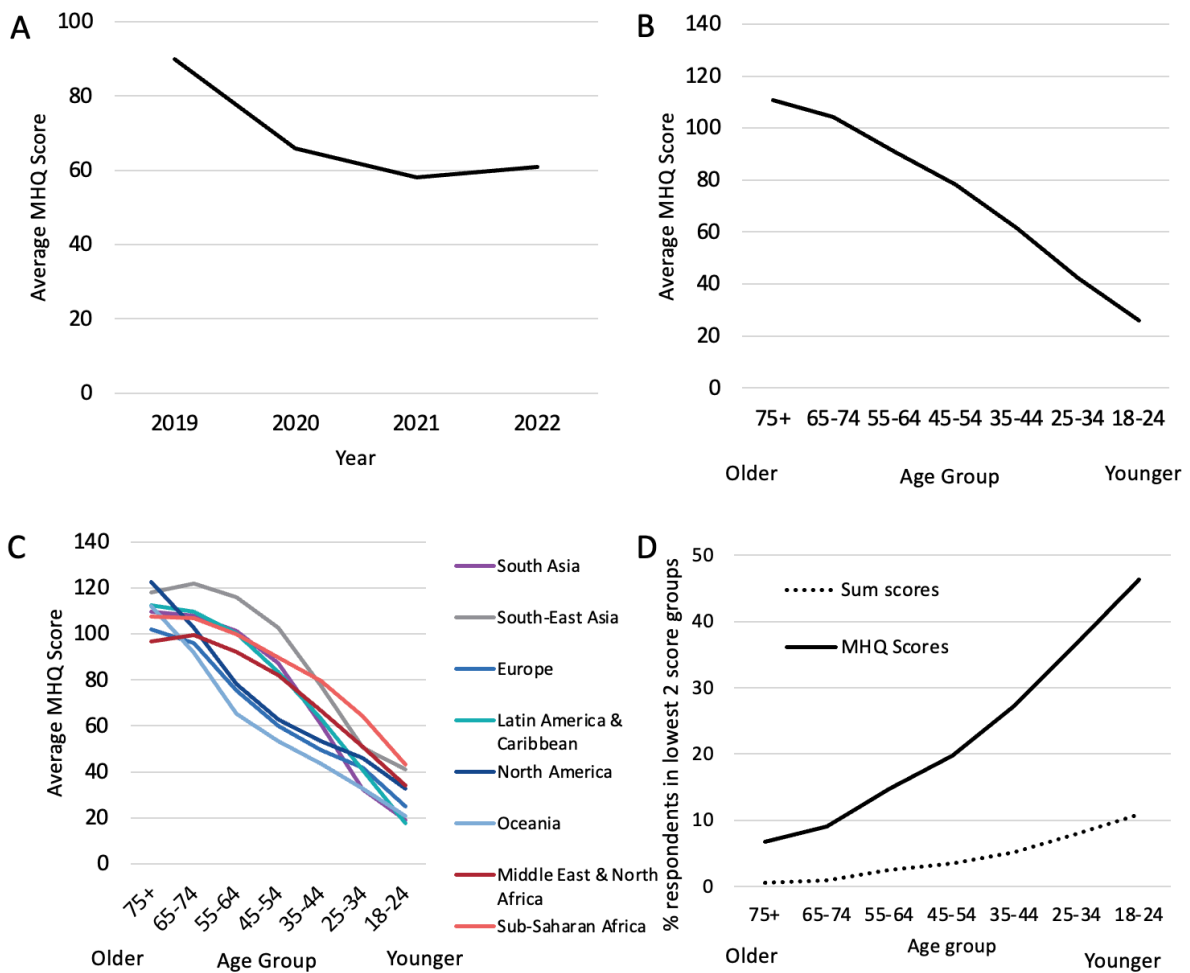 A
Average MHQ Score
100
80
60
40
20
0
2019 2020 2021 2022
Year
B
Average MHQ Score
140
120
100
80
60
40
20
0
75+ 65-74 55-64 45-54 35-44 25-34 18-24
Older Age Group Younger
C
Average MHQ Score
140
120
100
80
60
40
20
0
75+ 65-74 55-64 45-54 35-44 25-34 18-24
Older Age Group Younger
South Asia
South-East Asia
Europe
Latin America &
Caribbean
North America
Oceania
Middle East & North
Africa
Sub-Saharan Africa
D
% respondents in lowest 2 score groups
50
40
30
20
10
0
Sum scores
MHQ Scores
75+ 65-74 55-64 45-54 35-44 25-34 18-24
Older Age group Younger